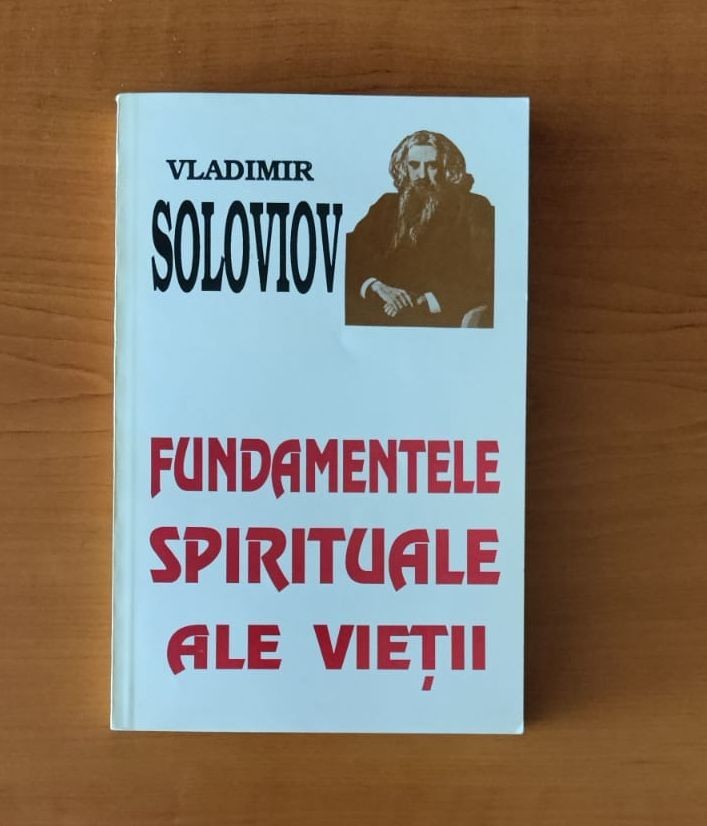 VLADIMIR
SOLOVIOV
FUNDAMENTELE
SPIRITUALE
ALE VIEȚII